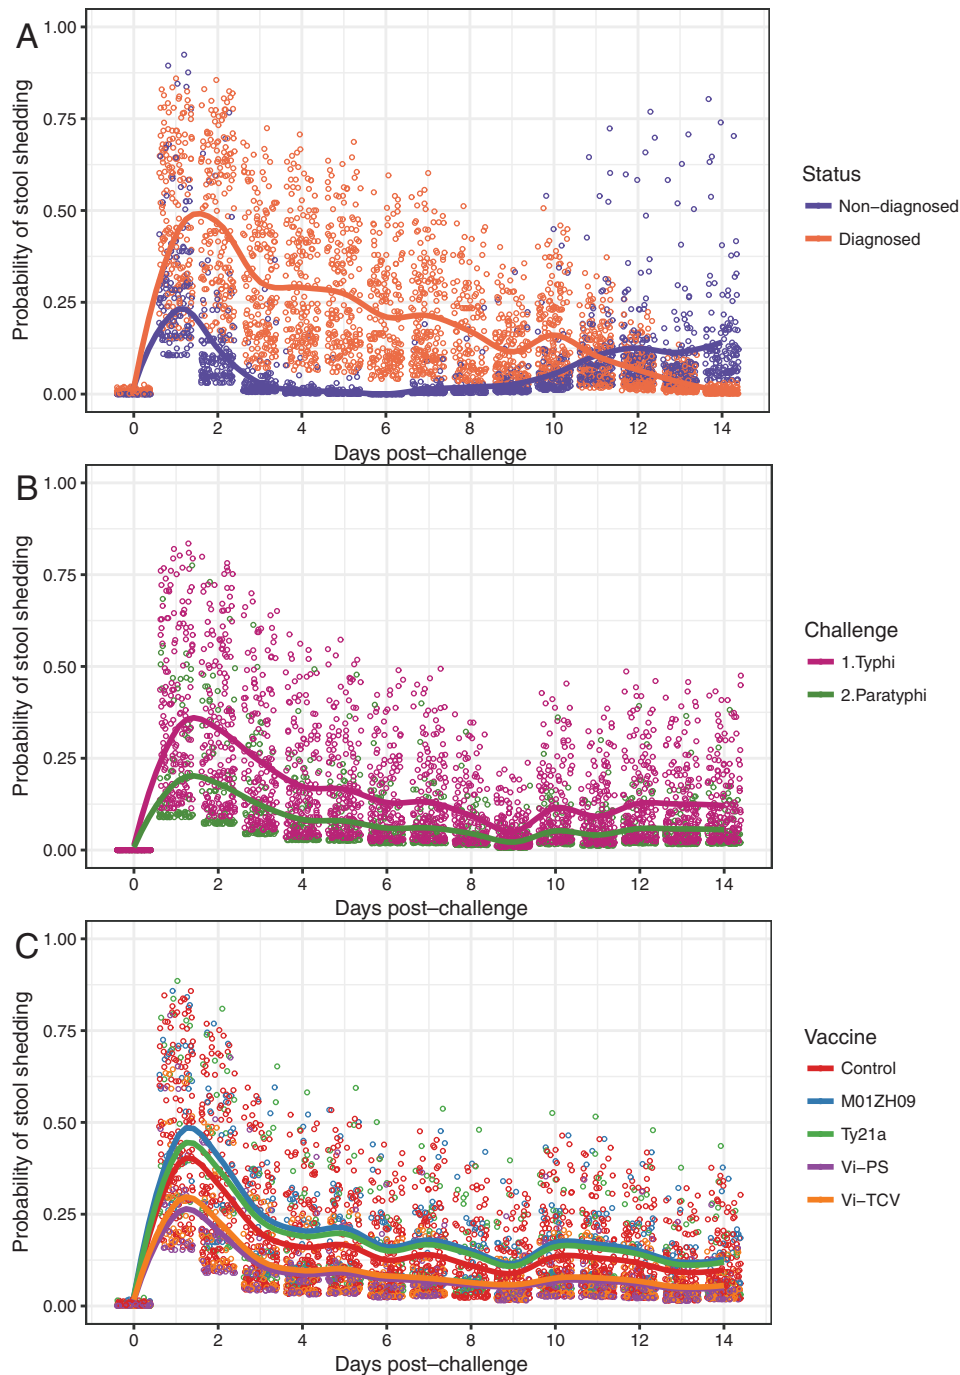 A
1.00
0.75
0.50
0.25
0.00
Probability of stool shedding
0 2 4 6 8 10 12 14
Days post–challenge
Status
Non–diagnosed
Diagnosed
B
1.00
0.75
0.50
0.25
0.00
Probability of stool shedding
0 2 4 6 8 10 12 14
Days post–challenge
Challenge
1.Typhi
2.Paratyphi
C
1.00
0.75
0.50
0.25
0.00
Probability of stool shedding
0 2 4 6 8 10 12 14
Days post–challenge
Vaccine
Control
M01ZH09
Ty21a
Vi–PS
Vi–TCV